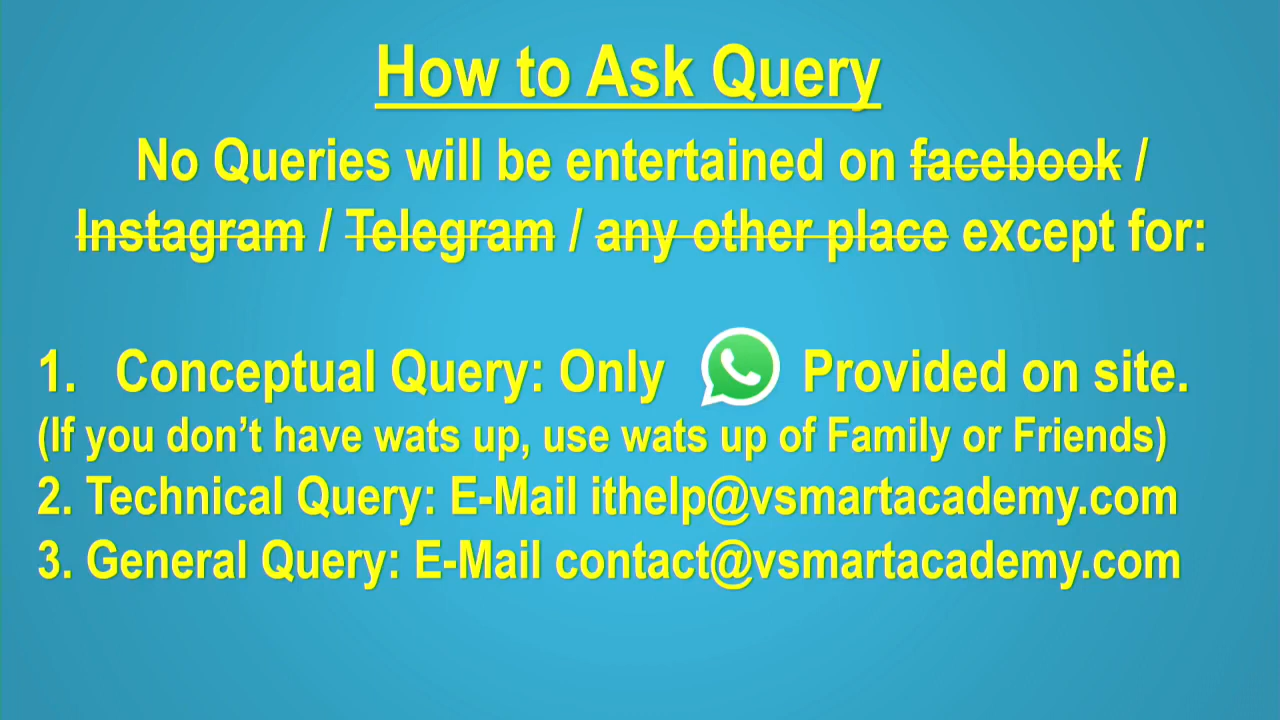 How to Ask Query
No Queries will be entertained on facebook /
Instagram / Telegram / any other place except for:
1. Conceptual Query: Only Provided on site.
(If you don't have wats up, use wats up of Family or Friends)
2. Technical Query: E-Mail ithelp@vsmartacademy.com
3. General Query: E-Mail contact@vsmartacademy.com